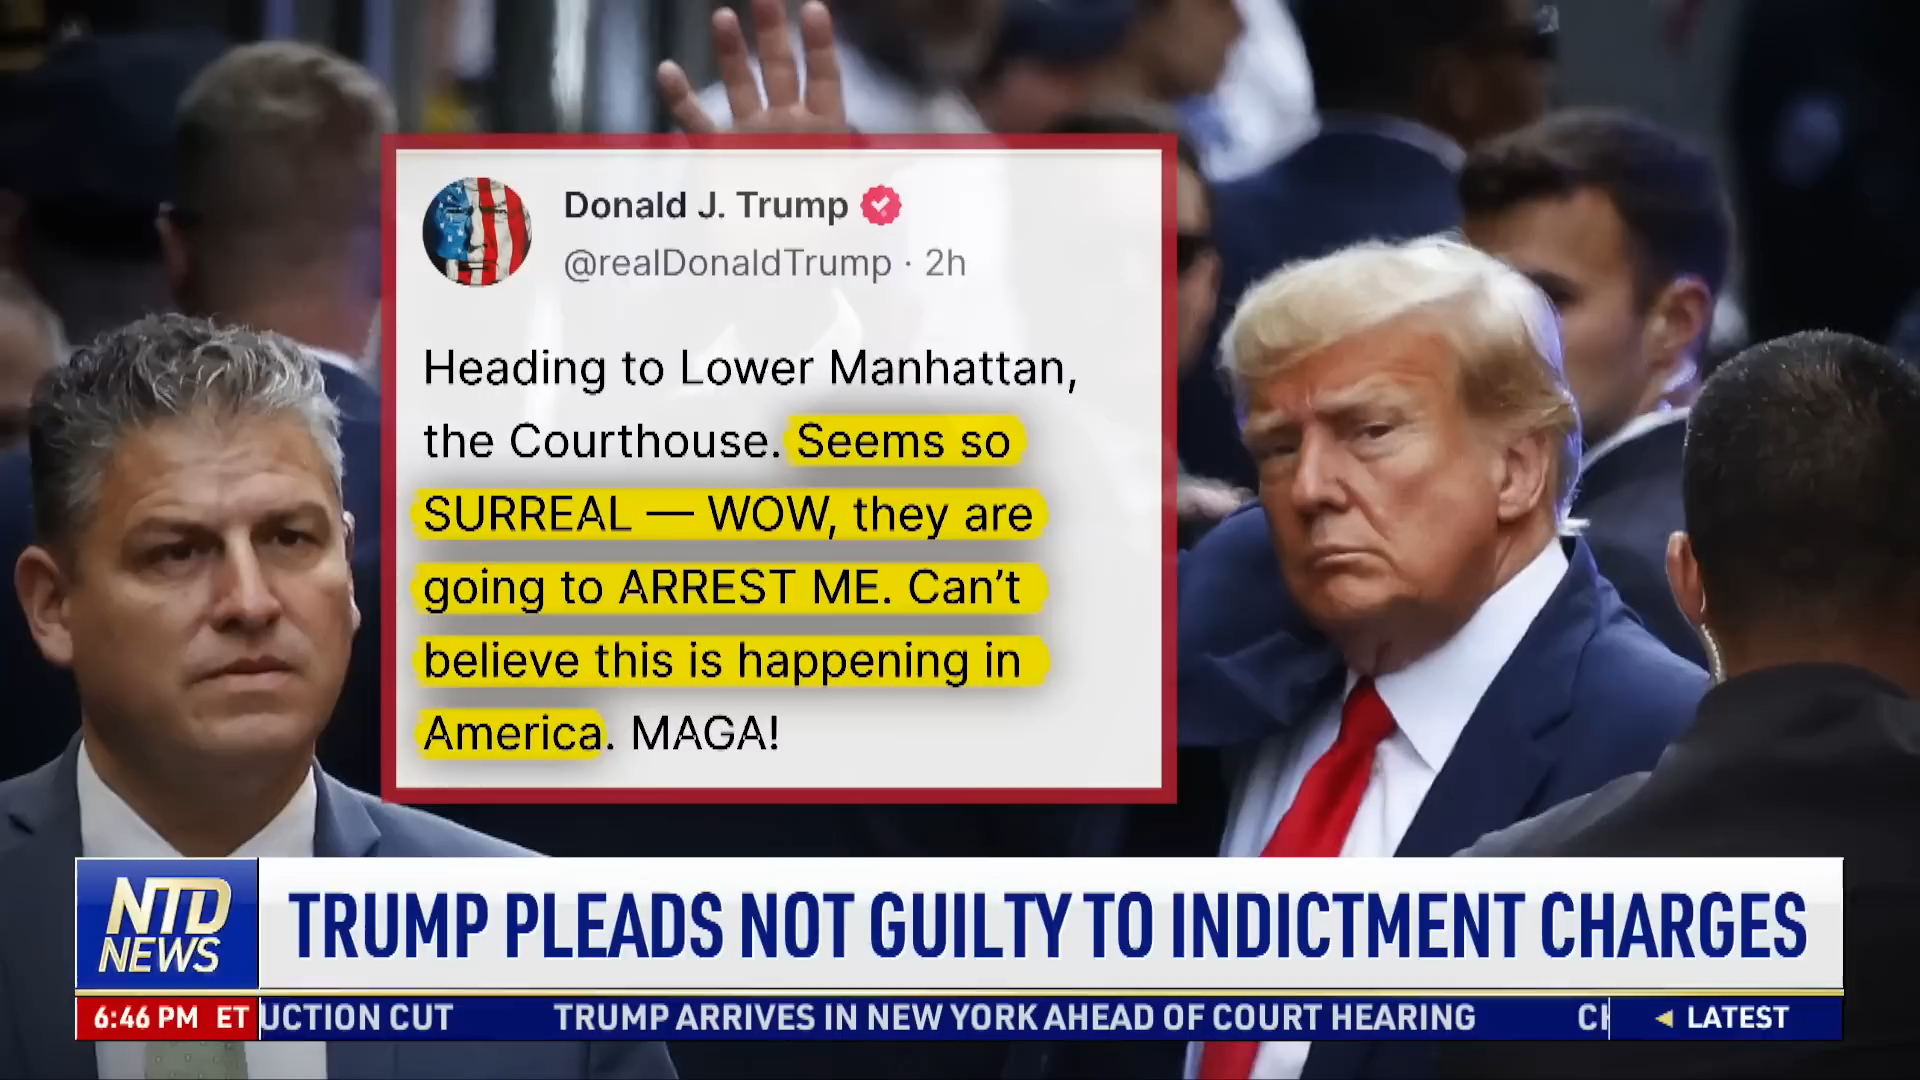 Donald J. Trump
@realDonaldTrump · 2h
Heading to Lower Manhattan,
the Courthouse. Seems so
SURREAL — WOW, they are
going to ARREST ME. Can’t
believe this is happening in
America. MAGA!
NTD
NEWS
TRUMP PLEADS NOT GUILTY TO INDICTMENT CHARGES
6:46 PM ET
UCTION CUT TRUMP ARRIVES IN NEW YORK AHEAD OF COURT HEARING
LATEST